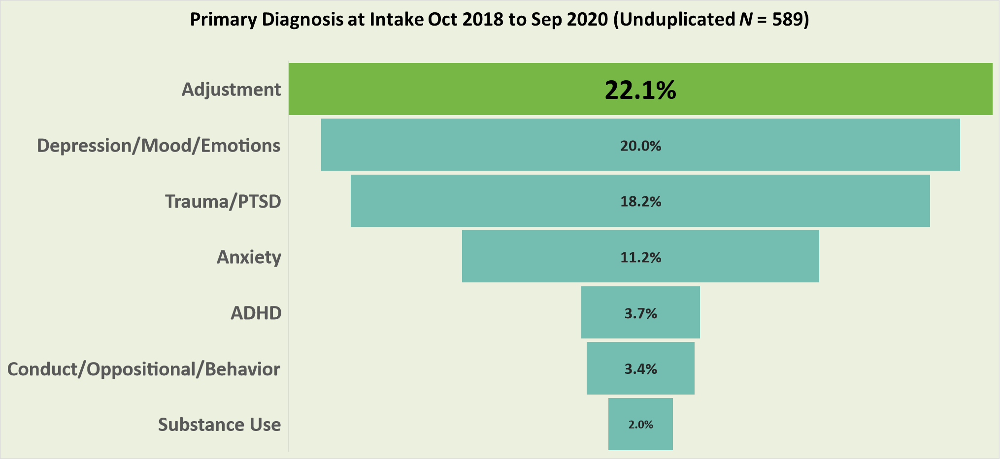 Primary Diagnosis at Intake Oct 2018 to Sep 2020 (Unduplicated N = 589)
Adjustment 22.1%
Depression/Mood/Emotions 20.0%
Trauma/PTSD 18.2%
Anxiety 11.2%
ADHD 3.7%
Conduct/Oppositional/Behavior 3.4%
Substance Use 2.0%